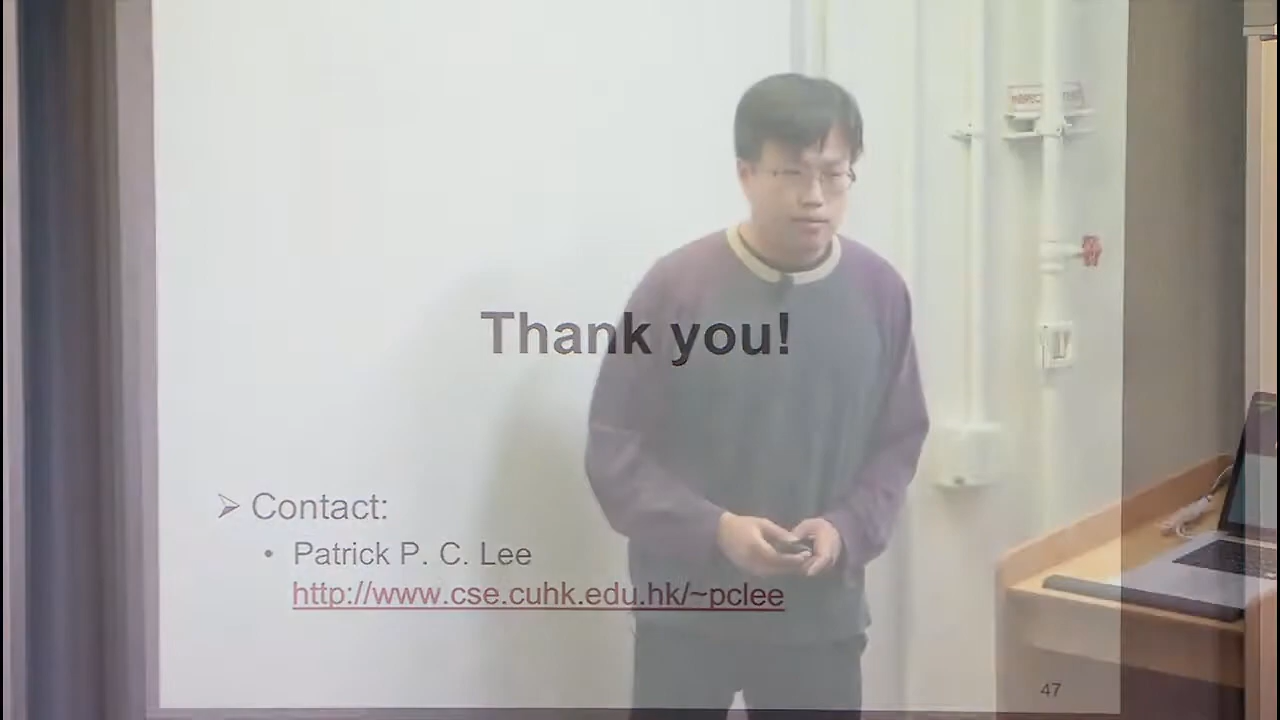 Thank you!
➢ Contact:
• Patrick P. C. Lee
http://www.cse.cuhk.edu.hk/~pclee
47